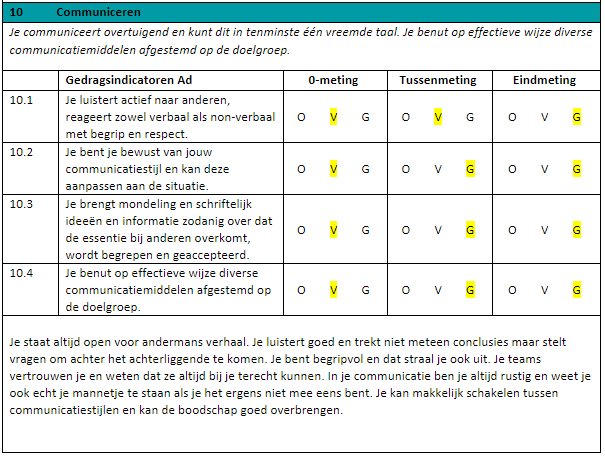 10 Communiceren
Je communiceert overtuigend en kunt dit in tenminste één vreemde taal. Je benut op effectieve wijze diverse
communicatiemiddelen afgestemd op de doelgroep.
Gedragsindicatoren Ad 0-meting Tussenmeting Eindmeting
10.1 Je luistert actief naar anderen,
reageert zowel verbaal als non-verbaal O V G O V G O V G
met begrip en respect.
10.2 Je bent je bewust van jouw
communicatiestijl en kan deze O V G O V G O V G
aanpassen aan de situatie.
10.3 Je brengt mondeling en schriftelijk
ideeën en informatie zodanig over dat
de essentie bij anderen overkomt, O V G O V G O V G
wordt begrepen en geaccepteerd.
10.4 Je benut op effectieve wijze diverse
communicatiemiddelen afgestemd op O V G O V G O V G
de doelgroep.
Je staat altijd open voor andermans verhaal. Je luistert goed en trekt niet meteen conclusies maar stelt
vragen om achter het achterliggende te komen. Je bent begripvol en dat straal je ook uit. Je teams
vertrouwen je en weten dat ze altijd bij je terecht kunnen. In je communicatie ben je altijd rustig en weet je
ook echt je mannetje te staan als je het ergens niet mee eens bent. Je kan makkelijk schakelen tussen
communicatiestijlen en kan de boodschap goed overbrengen.